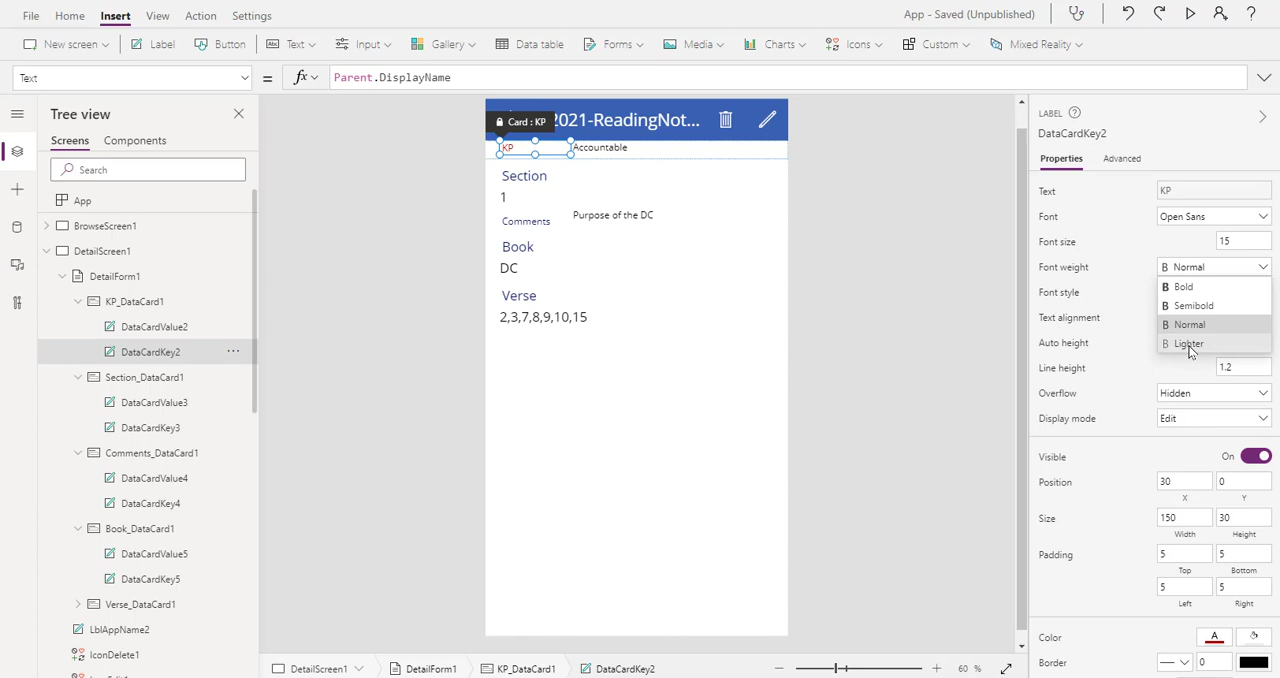 File Home Insert View Action Settings App - Saved (Unpublished) ?
New screen Label Button Text Input Gallery Data table Forms Media Charts Icons Custom Mixed Reality
Text = fx Parent.DisplayName
Tree view
Screens Components
Search
App
BrowseScreen1
DetailScreen1
DetailForm1
KP_DataCard1
DataCardValue2
DataCardKey2 ...
Section_DataCard1
DataCardValue3
DataCardKey3
Comments_DataCard1
DataCardValue4
DataCardKey4
Book_DataCard1
DataCardValue5
DataCardKey5
Verse_DataCard1
LblAppName2
IconDelete1
Card : KP
2021-ReadingNot...
KP Accountable
Section
1
Comments Purpose of the DC
Book
DC
Verse
2,3,7,8,9,10,15
DetailScreen1 DetailForm1 KP_DataCard1 DataCardKey2 60 %
LABEL ?
DataCardKey2
Properties Advanced
Text KP
Font Open Sans
Font size 15
Font weight B Normal
B Bold
Font style
B Semibold
Text alignment
B Normal
Auto height
B Lighter
Line height 1.2
Overflow Hidden
Display mode Edit
Visible On
Position 30 0
X Y
Size 150 30
Width Height
Padding 5 5
Top Bottom
5 5
Left Right
Color A
Border 0